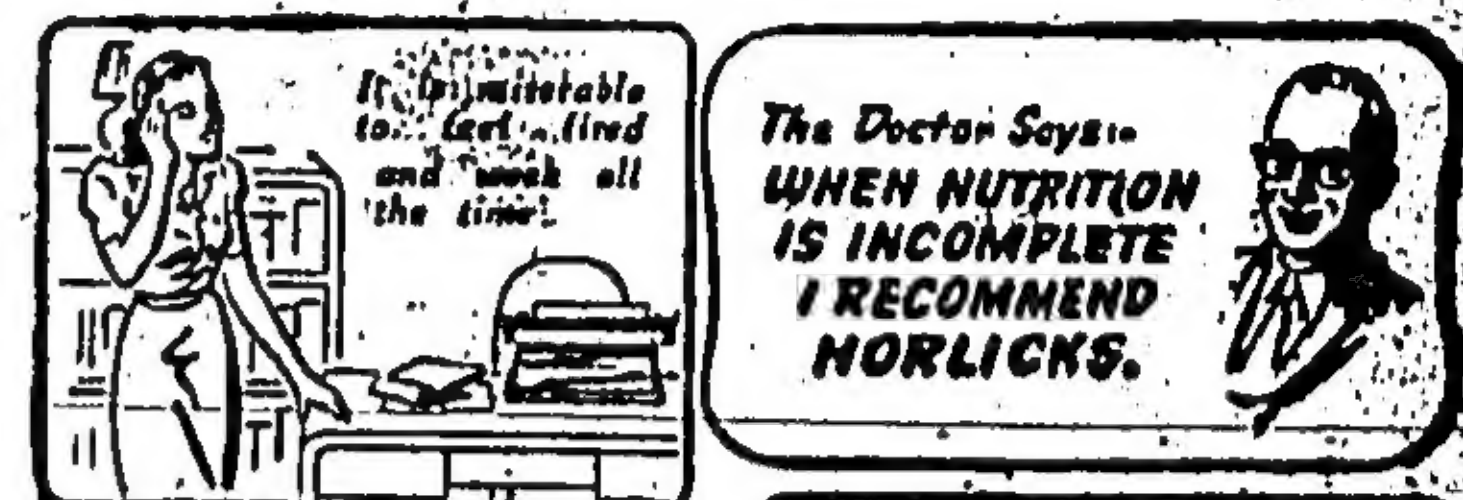 It is miserable
to feel tired
and weak all
the time!
The Doctor Says:-
WHEN NUTRITION
IS INCOMPLETE
I RECOMMEND
HORLICKS.